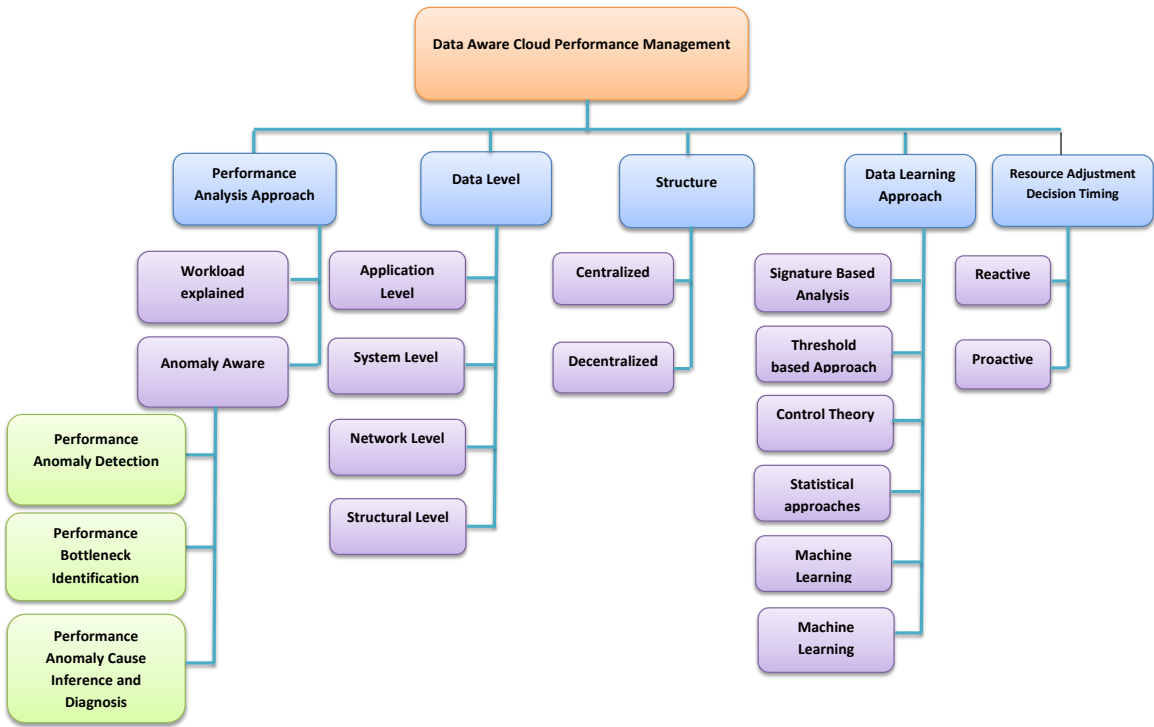 Data Aware Cloud Performance Management
Performance
Analysis Approach
Data Level
Structure
Data Learning
Approach
Resource Adjustment
Decision Timing
Workload
explained
Anomaly Aware
Performance
Anomaly Detection
Performance
Bottleneck
Identification
Performance
Anomaly Cause
Inference and
Diagnosis
Application
Level
System Level
Network Level
Structural Level
Centralized
Decentralized
Signature Based
Analysis
Threshold
based Approach
Control Theory
Statistical
approaches
Machine
Learning
Machine
Learning
Reactive
Proactive